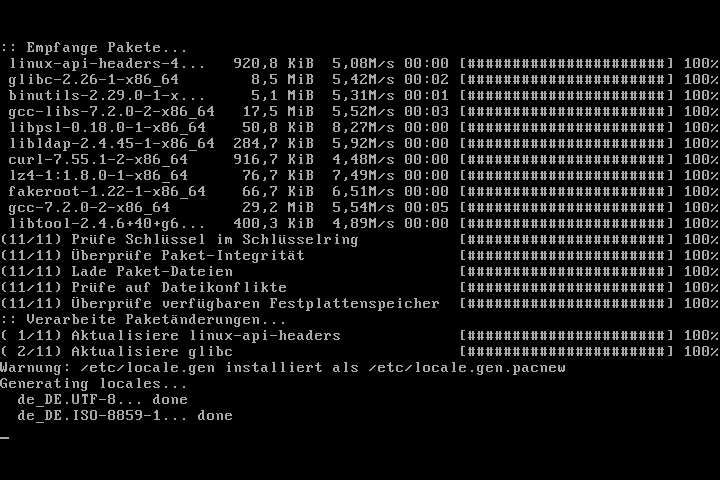 :: Empfange Pakete...
linux-api-headers-4... 920,8 KiB 5,08M/s 00:00 [######################] 100%
glibc-2.26-1-x86_64 8,5 MiB 5,42M/s 00:02 [######################] 100%
binutils-2.29.0-1-x... 5,1 MiB 5,31M/s 00:01 [######################] 100%
gcc-libs-7.2.0-2-x86_64 17,5 MiB 5,52M/s 00:03 [######################] 100%
libpsl-0.18.0-1-x86_64 50,8 KiB 8,27M/s 00:00 [######################] 100%
libldap-2.4.45-1-x86_64 284,7 KiB 5,92M/s 00:00 [######################] 100%
curl-7.55.1-2-x86_64 916,7 KiB 4,48M/s 00:00 [######################] 100%
lz4-1:1.8.0-1-x86_64 76,7 KiB 7,49M/s 00:00 [######################] 100%
fakeroot-1.22-1-x86_64 66,7 KiB 6,51M/s 00:00 [######################] 100%
gcc-7.2.0-2-x86_64 29,2 MiB 5,54M/s 00:05 [######################] 100%
libtool-2.4.6+40+g6... 400,3 KiB 4,89M/s 00:00 [######################] 100%
(11/11) Prüfe Schlüssel im Schlüsselring [######################] 100%
(11/11) Überprüfe Paket-Integrität [######################] 100%
(11/11) Lade Paket-Dateien [######################] 100%
(11/11) Prüfe auf Dateikonflikte [######################] 100%
(11/11) Überprüfe verfügbaren Festplattenspeicher [######################] 100%
:: Verarbeite Paketänderungen...
( 1/11) Aktualisiere linux-api-headers [######################] 100%
( 2/11) Aktualisiere glibc [######################] 100%
Warnung: /etc/locale.gen installiert als /etc/locale.gen.pacnew
Generating locales...
de_DE.UTF-8... done
de_DE.ISO-8859-1... done
_